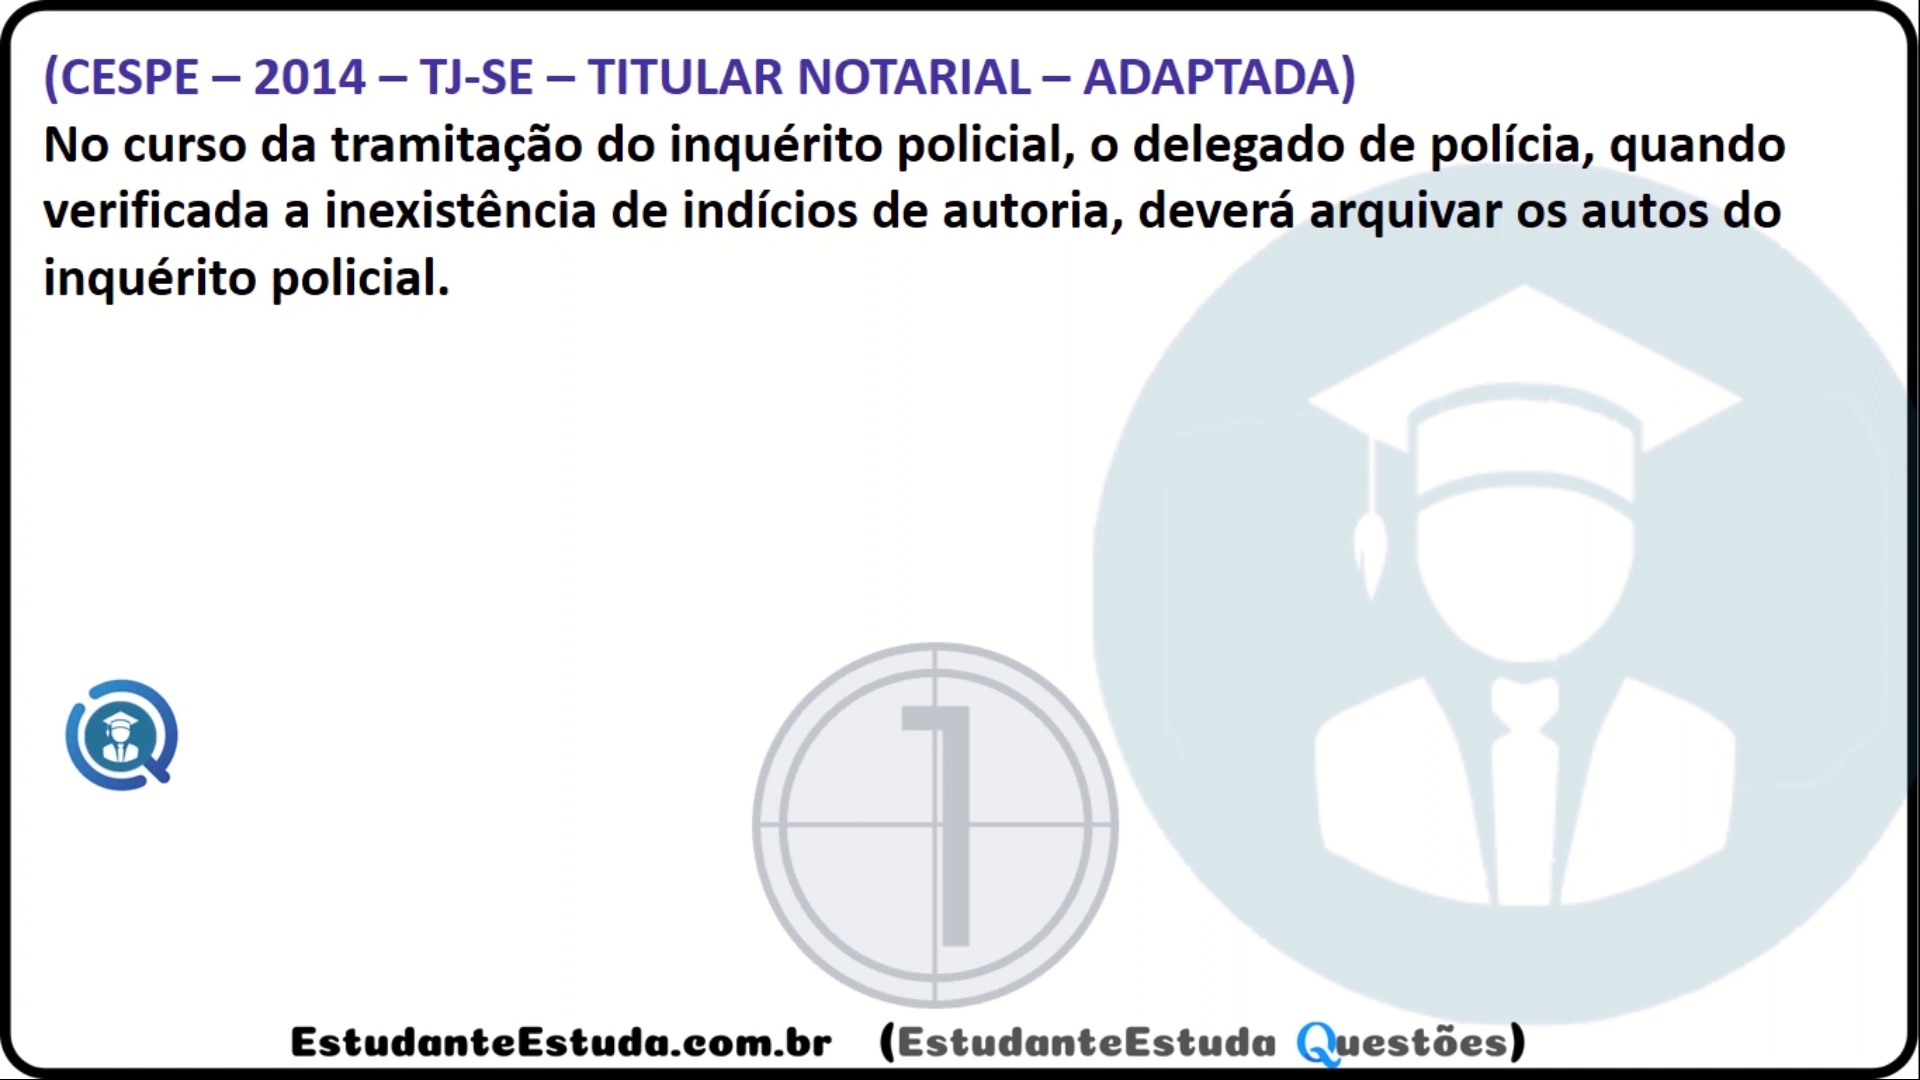 (CESPE – 2014 – TJ-SE – TITULAR NOTARIAL – ADAPTADA)
No curso da tramitação do inquérito policial, o delegado de polícia, quando
verificada a inexistência de indícios de autoria, deverá arquivar os autos do
inquérito policial.
1
EstudanteEstuda.com.br (EstudanteEstuda Questões)